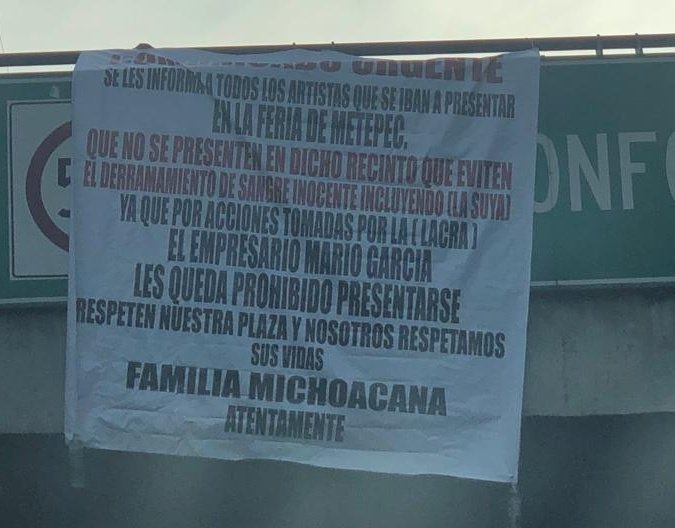 COMUNICADO URGENTE
SE LES INFORMA A TODOS LOS ARTISTAS QUE SE IBAN A PRESENTAR
EN LA FERIA DE METEPEC.
QUE NO SE PRESENTEN EN DICHO RECINTO QUE EVITEN
EL DERRAMAMIENTO DE SANGRE INOCENTE INCLUYENDO (LA SUYA)
YA QUE POR ACCIONES TOMADAS POR LA ( LACRA )
EL EMPRESARIO MARIO GARCIA
LES QUEDA PROHIBIDO PRESENTARSE
RESPETEN NUESTRA PLAZA Y NOSOTROS RESPETAMOS
SUS VIDAS
FAMILIA MICHOACANA
ATENTAMENTE
ONF